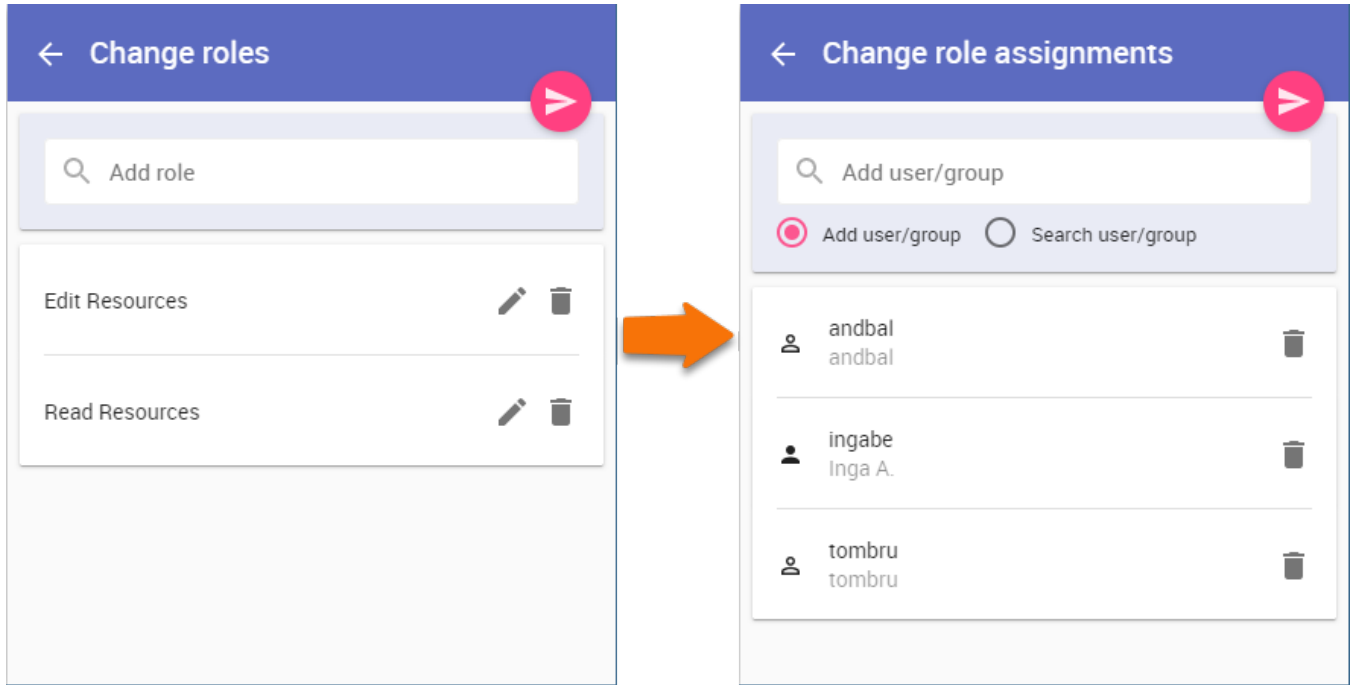 Change roles
Add role
Edit Resources
Read Resources
Change role assignments
Add user/group
Add user/group
Search user/group
andbal
andbal
ingabe
Inga A.
tombru
tombru